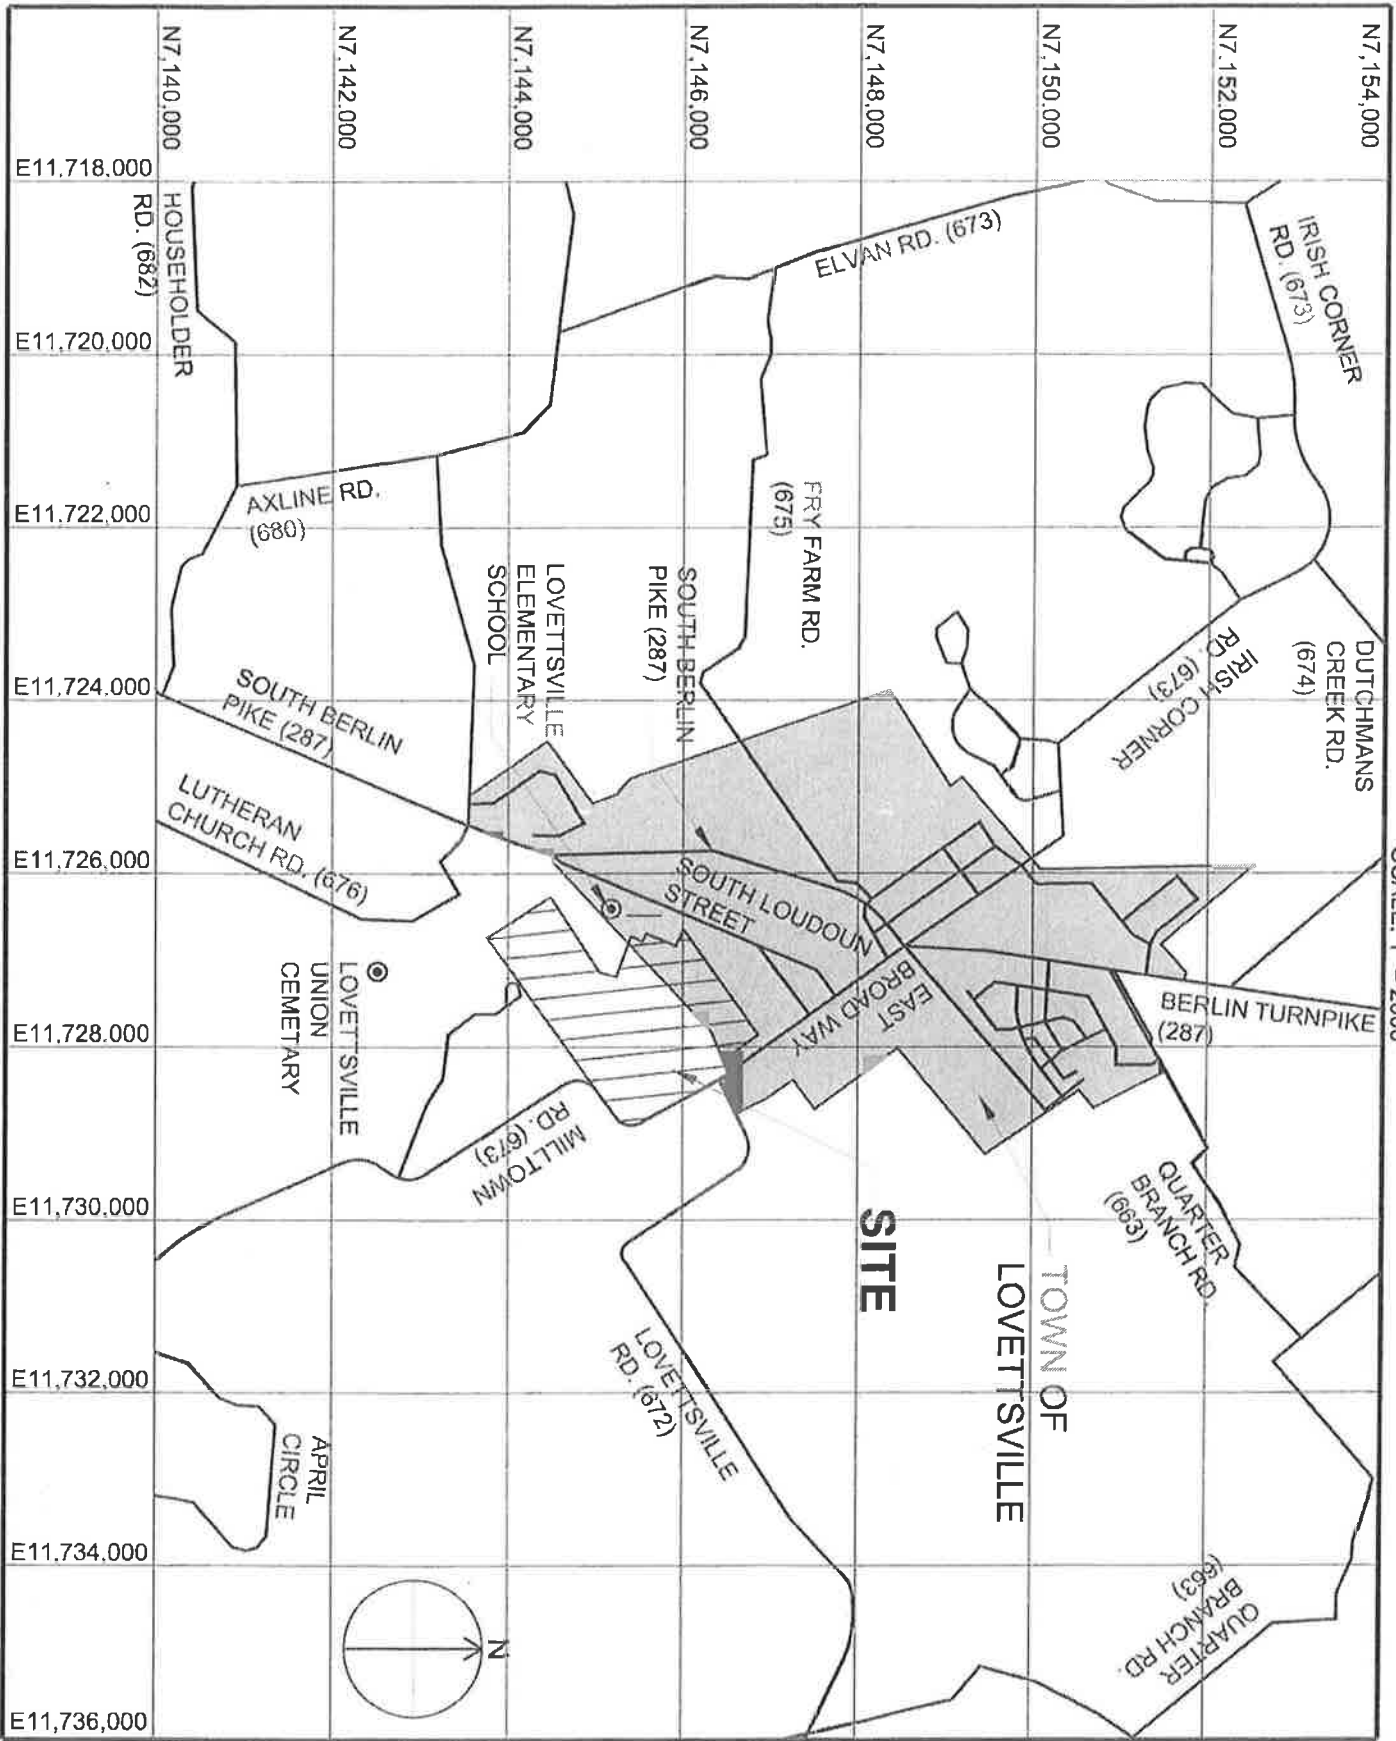 N7,154,000
N7,152,000
N7,150,000
N7,148,000
N7,146,000
N7,144,000
N7,142,000
N7,140,000
E11,718,000
E11,720,000
E11,722,000
E11,724,000
E11,726,000
E11,728,000
E11,730,000
E11,732,000
E11,734,000
E11,736,000
IRISH CORNER
RD. (673)
ELVAN RD. (673)
HOUSEHOLDER
RD. (682)
DUTCHMANS
CREEK RD.
(674)
IRISH CORNER
RD. (673)
FRY FARM RD.
(675)
SOUTH BERLIN
PIKE (287)
LOVETTSVILLE
ELEMENTARY
SCHOOL
AXLINE RD.
(680)
SOUTH BERLIN
PIKE (287)
LUTHERAN
CHURCH RD. (676)
SOUTH LOUDOUN
STREET
EAST
BROAD WAY
BERLIN TURNPIKE
(287)
LOVETTSVILLE
UNION
CEMETARY
MILLTOWN
RD. (673)
QUARTER
BRANCH RD.
(663)
TOWN OF
LOVETTSVILLE
SITE
LOVETTSVILLE
RD. (672)
APRIL
CIRCLE
QUARTER
BRANCH RD.
(663)
N